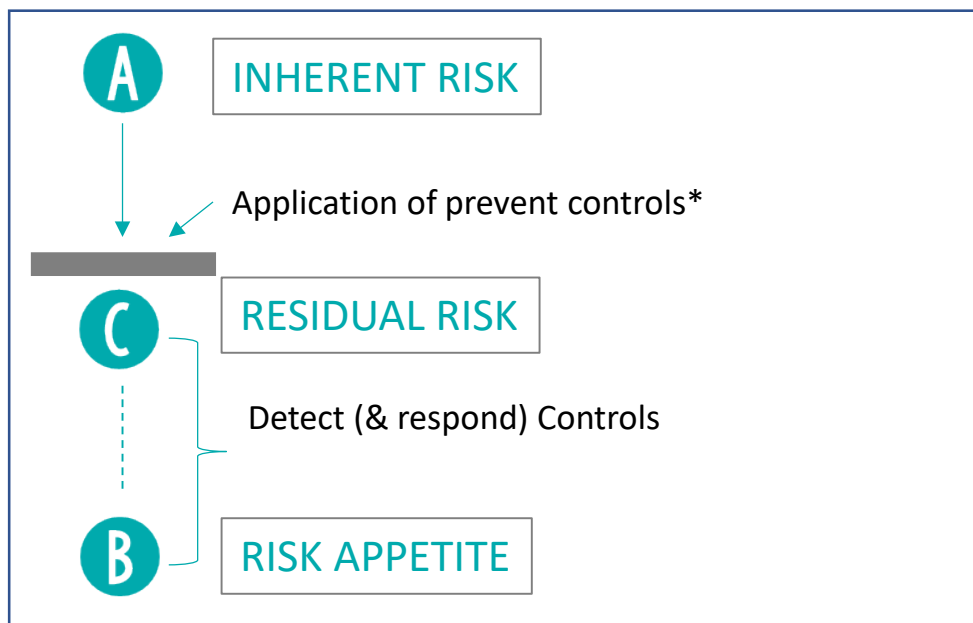 A
INHERENT RISK
Application of prevent controls*
C
RESIDUAL RISK
Detect (& respond) Controls
B
RISK APPETITE